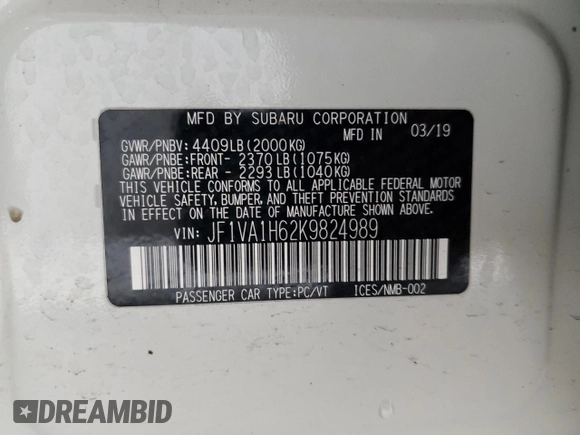 MFD BY SUBARU CORPORATION
MFD IN 03/19
GVWR/PNBV: 4409LB(2000KG)
GAWR/PNBE:FRONT- 2370LB(1075KG)
GAWR/PNBE:REAR - 2293LB(1040KG)
THIS VEHICLE CONFORMS TO ALL APPLICABLE FEDERAL MOTOR
VEHICLE SAFETY, BUMPER, AND THEFT PREVENTION STANDARDS
IN EFFECT ON THE DATE OF MANUFACTURE SHOWN ABOVE.
VIN: JF1VA1H62K9824989
PASSENGER CAR TYPE:PC/VT ICES/NMB-002
DREAMBID